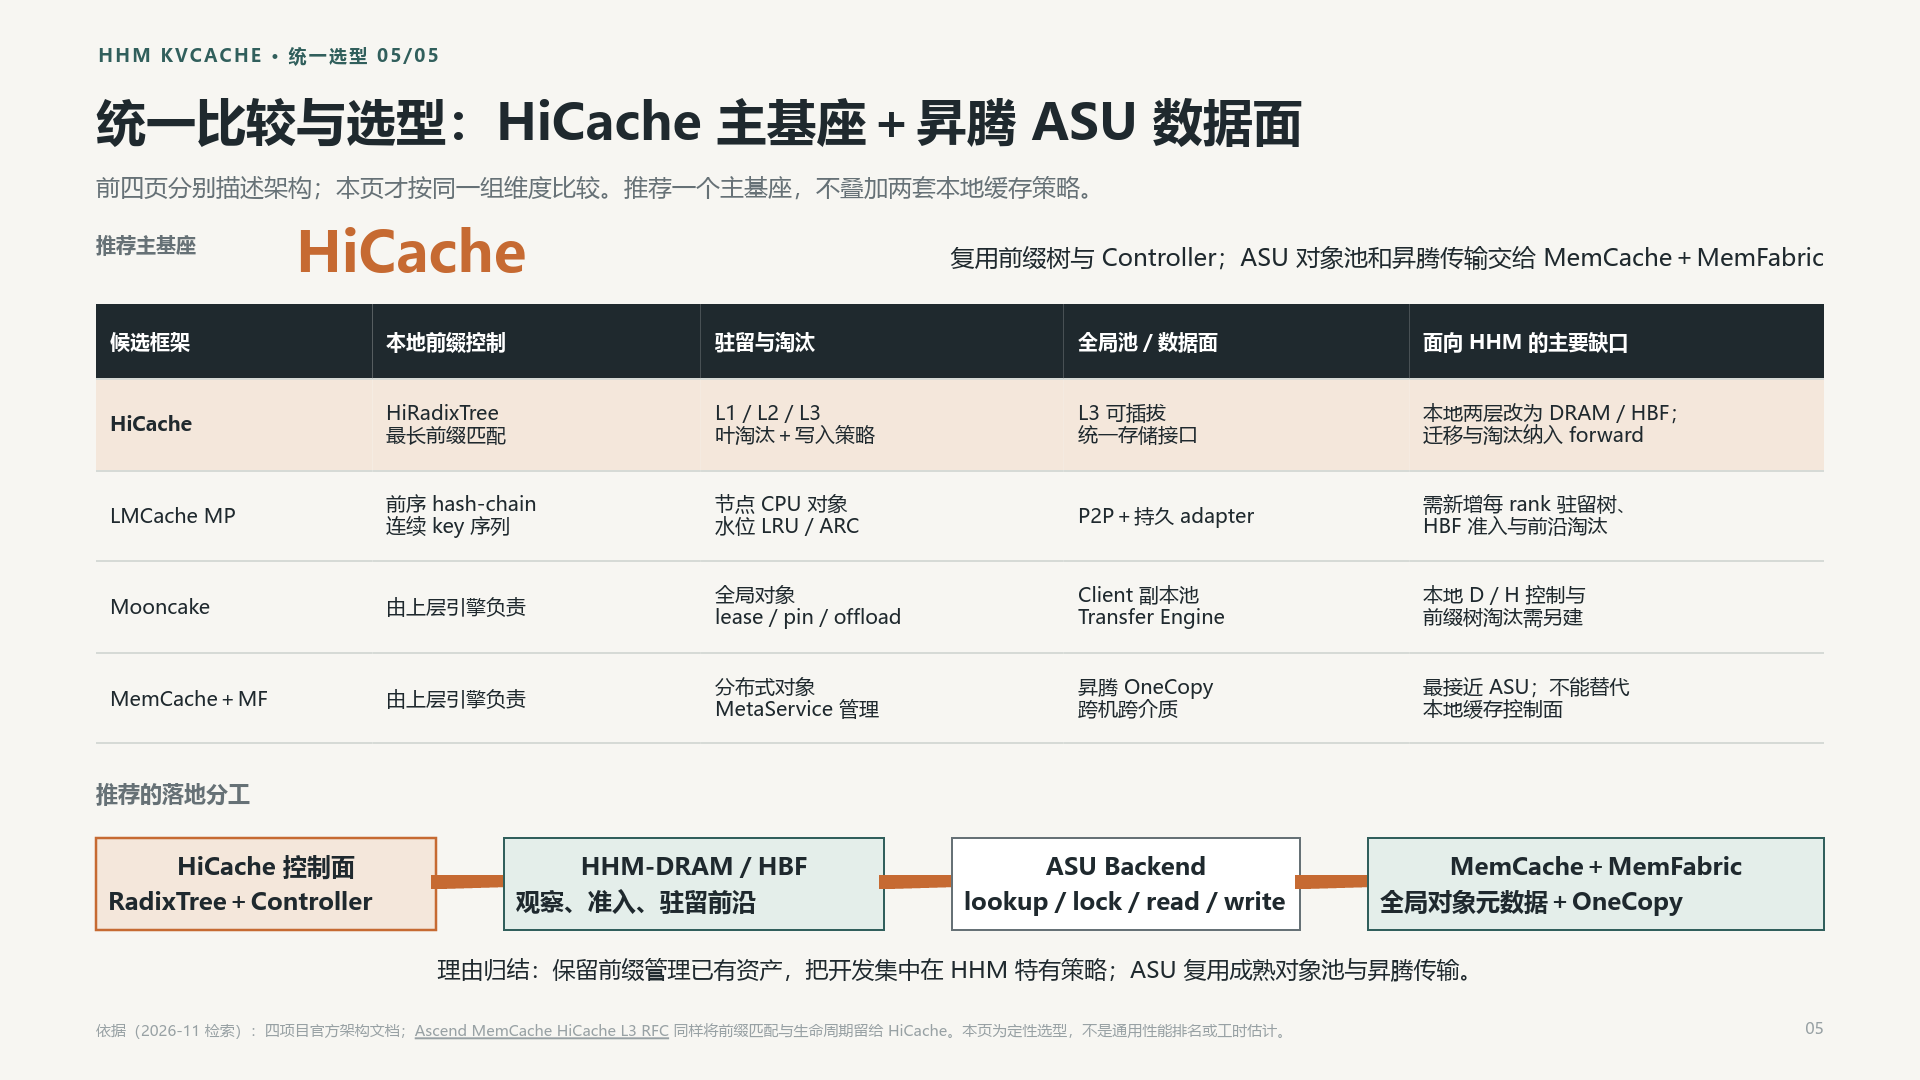 HHM KVCACHE • 统一选型 05/05
统一比较与选型：HiCache 主基座 + 昇腾 ASU 数据面
前四页分别描述架构；本页才按同一组维度比较。推荐一个主基座，不叠加两套本地缓存策略。
推荐主基座
HiCache
复用前缀树与 Controller；ASU 对象池和昇腾传输交给 MemCache + MemFabric
候选框架
本地前缀控制
驻留与淘汰
全局池 / 数据面
面向 HHM 的主要缺口
HiCache
HiRadixTree
最长前缀匹配
L1 / L2 / L3
叶淘汰 + 写入策略
L3 可插拔
统一存储接口
本地两层改为 DRAM / HBF；
迁移与淘汰纳入 forward
LMCache MP
前序 hash-chain
连续 key 序列
节点 CPU 对象
水位 LRU / ARC
P2P + 持久 adapter
需新增每 rank 驻留树、
HBF 准入与前沿淘汰
Mooncake
由上层引擎负责
全局对象
lease / pin / offload
Client 副本池
Transfer Engine
本地 D / H 控制与
前缀树淘汰需另建
MemCache + MF
由上层引擎负责
分布式对象
MetaService 管理
昇腾 OneCopy
跨机跨介质
最接近 ASU；不能替代
本地缓存控制面
推荐的落地分工
HiCache 控制面
RadixTree + Controller
HHM-DRAM / HBF
观察、准入、驻留前沿
ASU Backend
lookup / lock / read / write
MemCache + MemFabric
全局对象元数据 + OneCopy
理由归结：保留前缀管理已有资产，把开发集中在 HHM 特有策略；ASU 复用成熟对象池与昇腾传输。
依据（2026-11 检索）：四项目官方架构文档；Ascend MemCache HiCache L3 RFC 同样将前缀匹配与生命周期留给 HiCache。本页为定性选型，不是通用性能排名或工时估计。
05